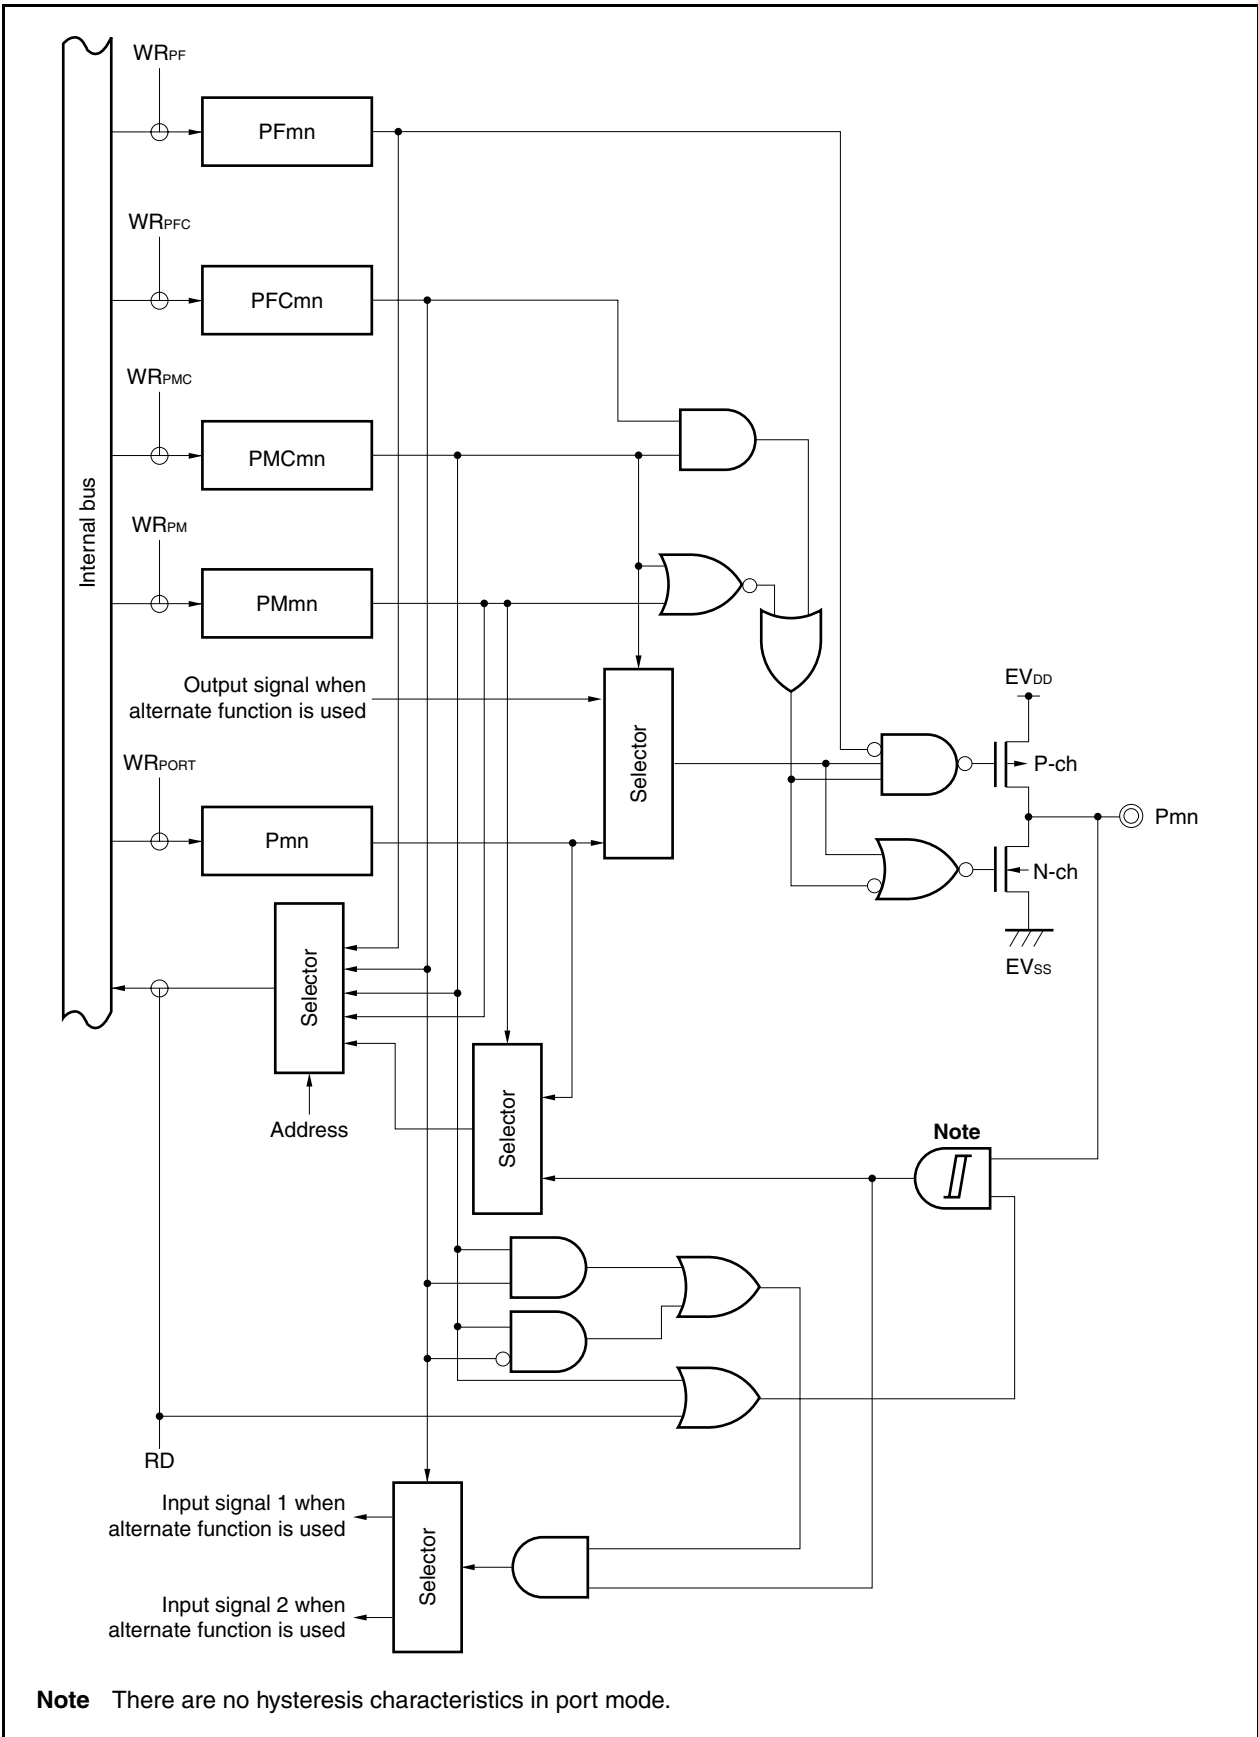 WRPF
PFmn
WRPFC
PFCmn
WRPMC
PMCmn
Internal bus
WRPM
PMmn
Output signal when
alternate function is used
Selector
EVDD
P-ch
WRPORT
Pmn
Pmn
N-ch
EVSS
Selector
Address
Selector
Note
RD
Input signal 1 when
alternate function is used
Selector
Input signal 2 when
alternate function is used
Note There are no hysteresis characteristics in port mode.